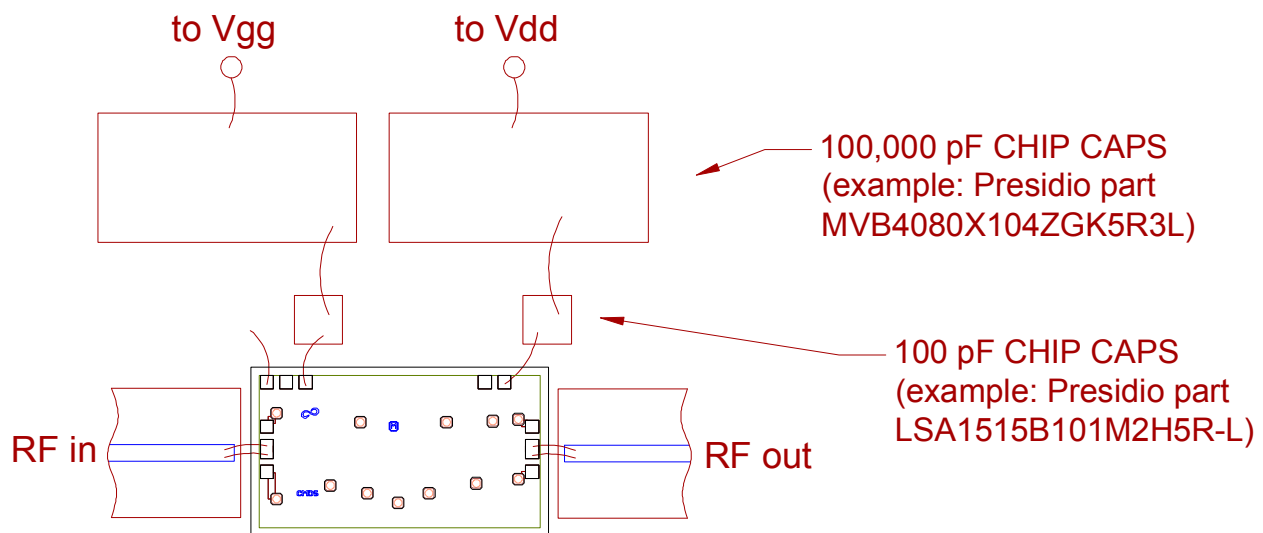 to Vgg
to Vdd
100,000 pF CHIP CAPS
(example: Presidio part
MVB4080X104ZGK5R3L)
100 pF CHIP CAPS
(example: Presidio part
LSA1515B101M2H5R-L)
RF in
RF out
CMDS